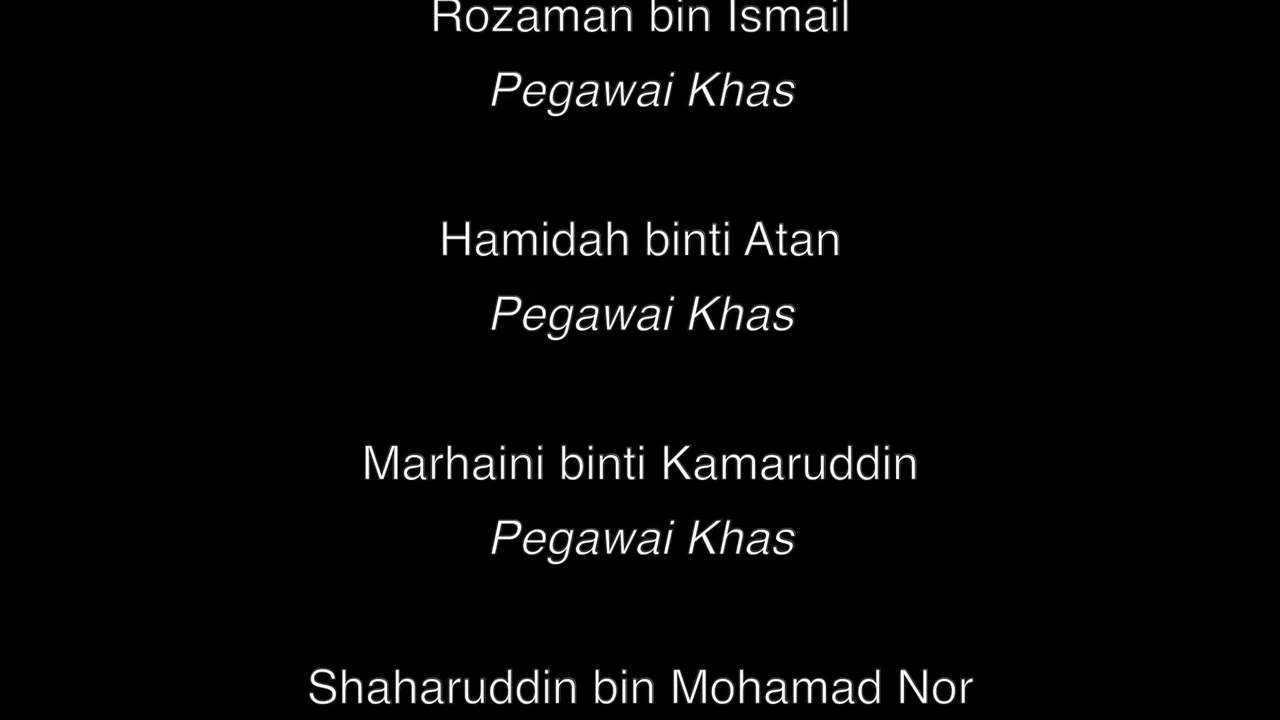 Rozaman bin Ismail
Pegawai Khas
Hamidah binti Atan
Pegawai Khas
Marhaini binti Kamaruddin
Pegawai Khas
Shaharuddin bin Mohamad Nor